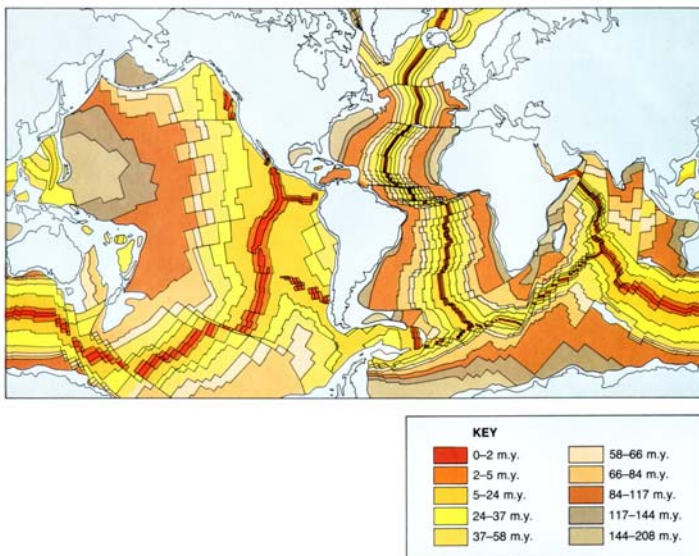 KEY
0–2 m.y.
2–5 m.y.
5–24 m.y.
24–37 m.y.
37–58 m.y.
58–66 m.y.
66–84 m.y.
84–117 m.y.
117–144 m.y.
144–208 m.y.